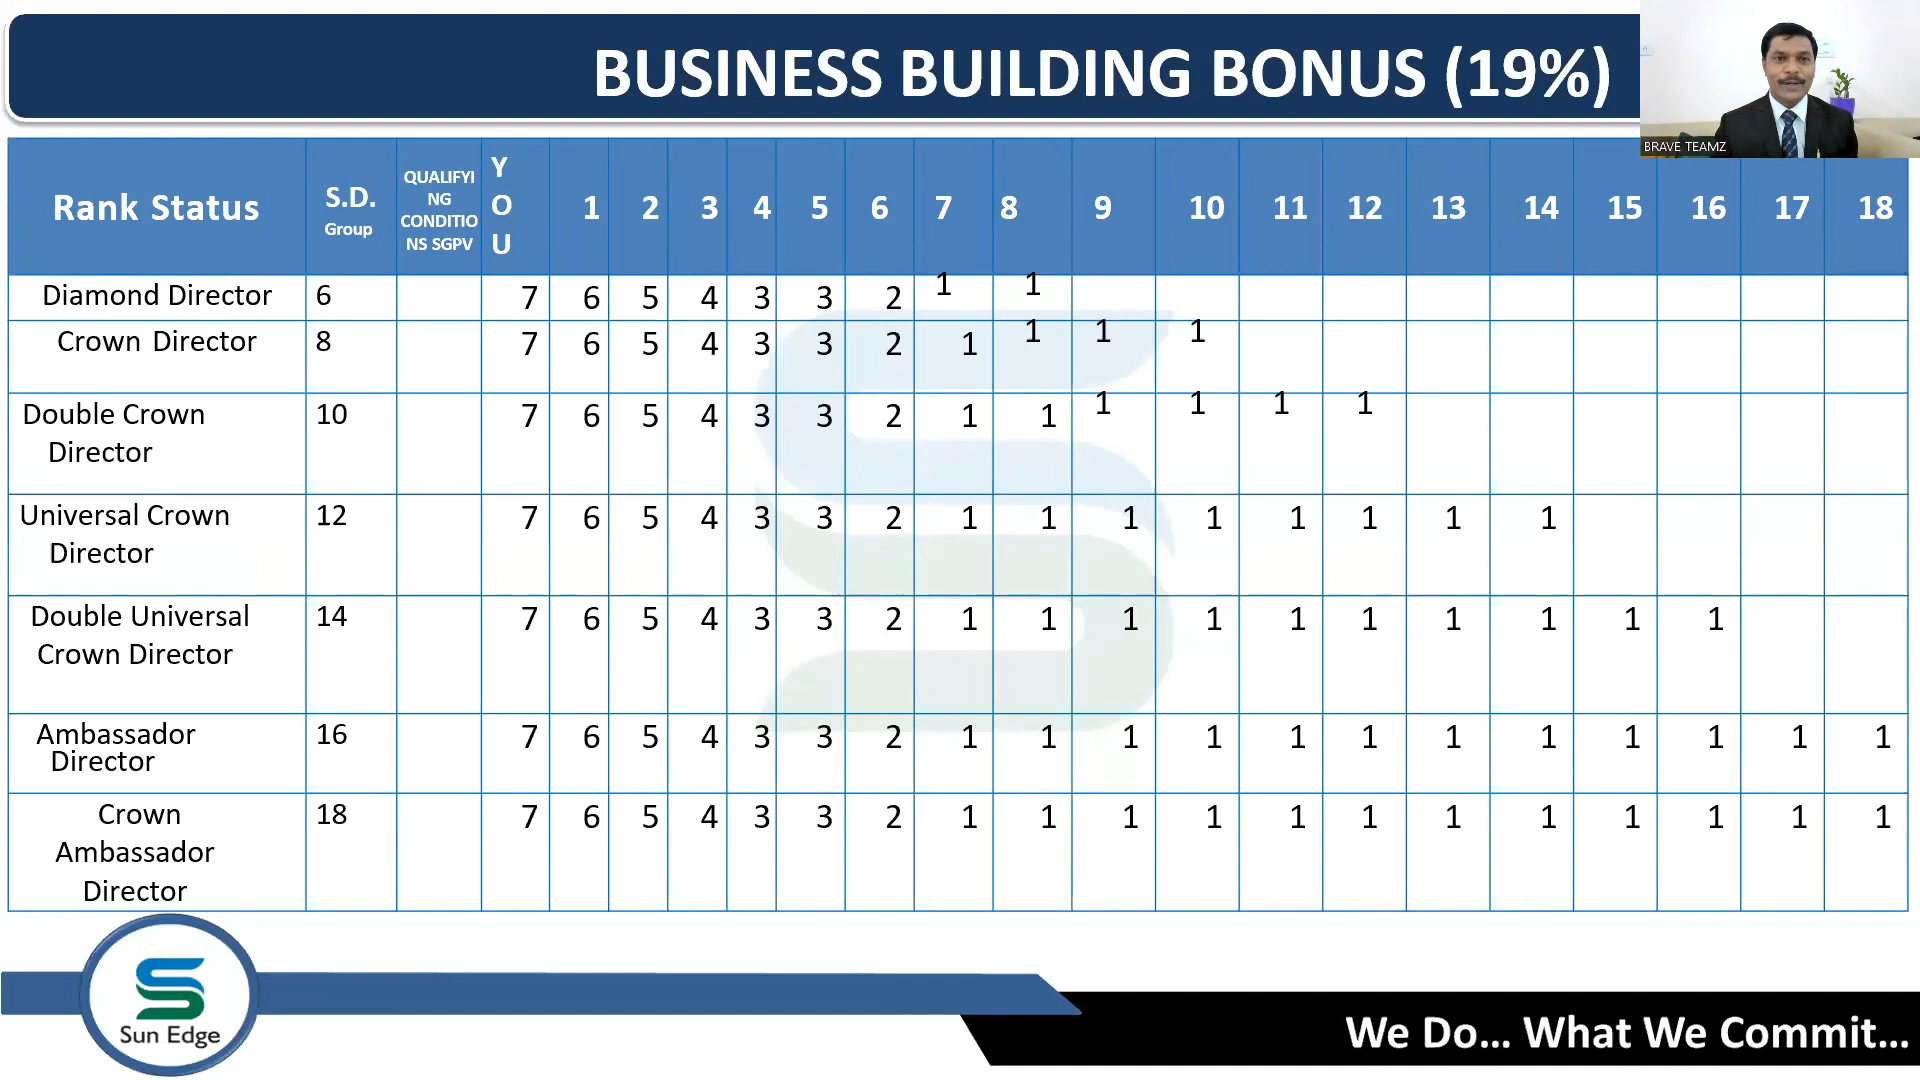 BUSINESS BUILDING BONUS (19%)
BRAVE TEAMZ
Rank Status S.D. Group QUALIFYI NG CONDITIO NS SGPV Y O U 1 2 3 4 5 6 7 8 9 10 11 12 13 14 15 16 17 18
Diamond Director 6 7 6 5 4 3 3 2 1 1
Crown Director 8 7 6 5 4 3 3 2 1 1 1 1
Double Crown 10 7 6 5 4 3 3 2 1 1 1 1 1 1
Director
Universal Crown 12 7 6 5 4 3 3 2 1 1 1 1 1 1 1 1
Director
Double Universal 14 7 6 5 4 3 3 2 1 1 1 1 1 1 1 1 1 1
Crown Director
Ambassador 16 7 6 5 4 3 3 2 1 1 1 1 1 1 1 1 1 1 1 1
Director
Crown 18 7 6 5 4 3 3 2 1 1 1 1 1 1 1 1 1 1 1 1
Ambassador
Director
Sun Edge
We Do... What We Commit...